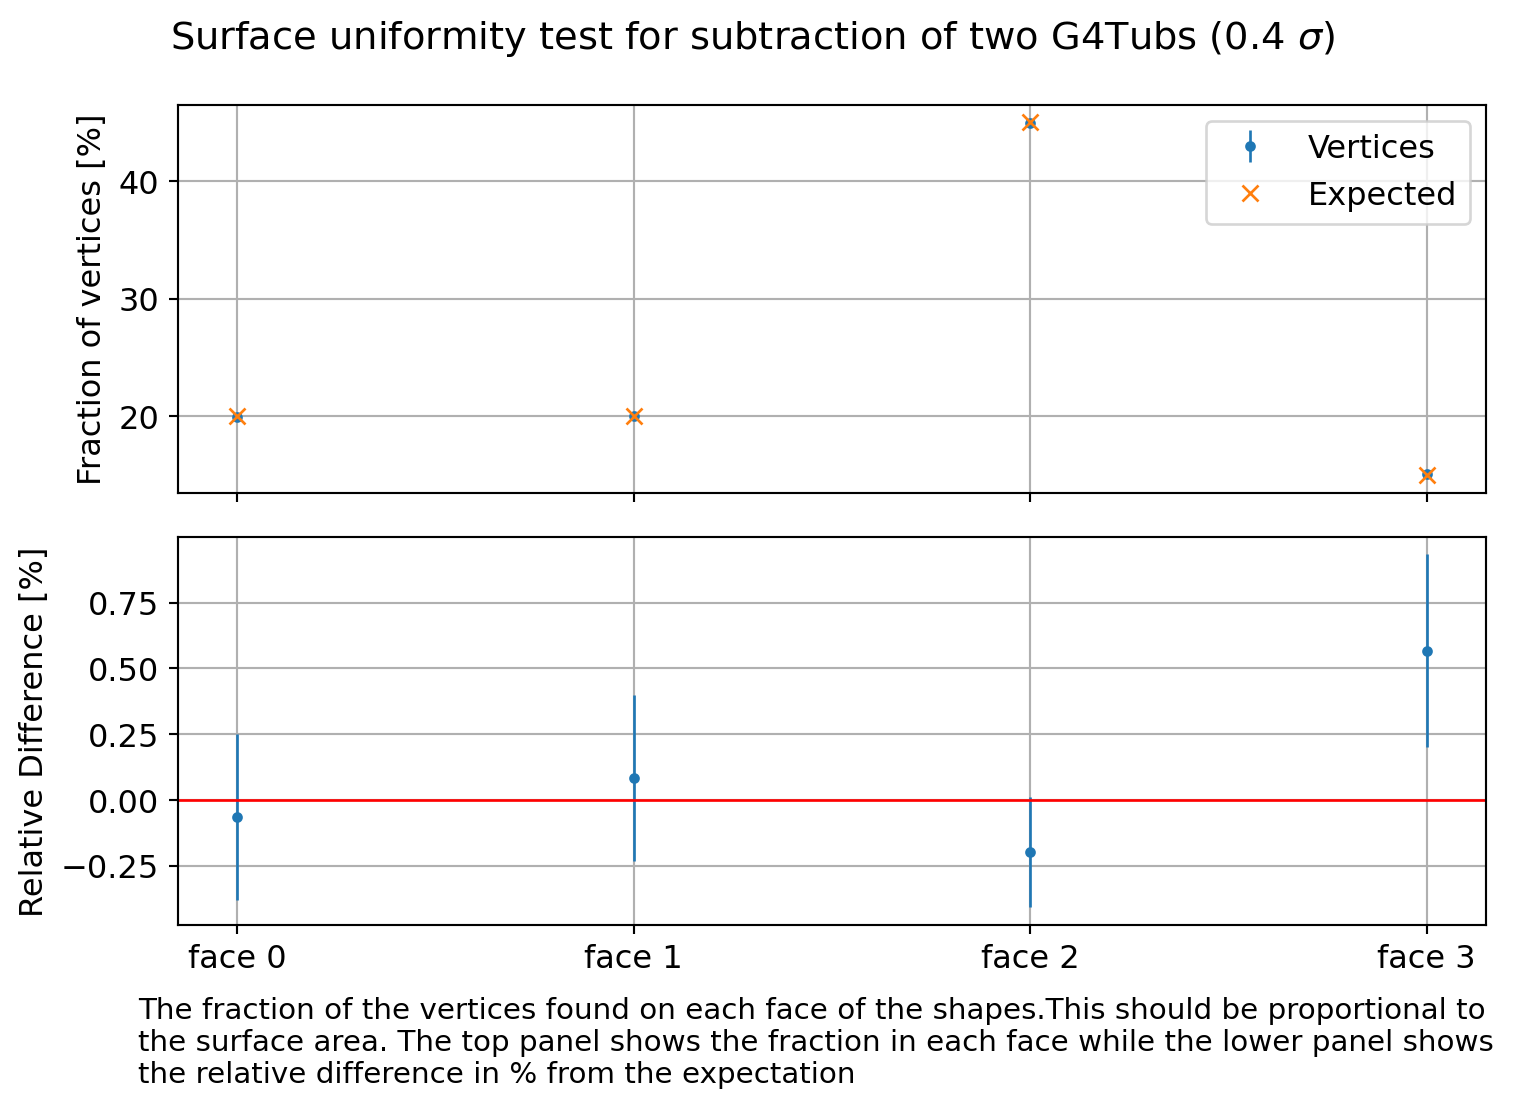 Surface uniformity test for subtraction of two G4Tubs (0.4 σ)
Fraction of vertices [%]
40
30
20
Vertices
Expected
Relative Difference [%]
0.75
0.50
0.25
0.00
−0.25
face 0
face 1
face 2
face 3
The fraction of the vertices found on each face of the shapes.This should be proportional to
the surface area. The top panel shows the fraction in each face while the lower panel shows
the relative difference in % from the expectation